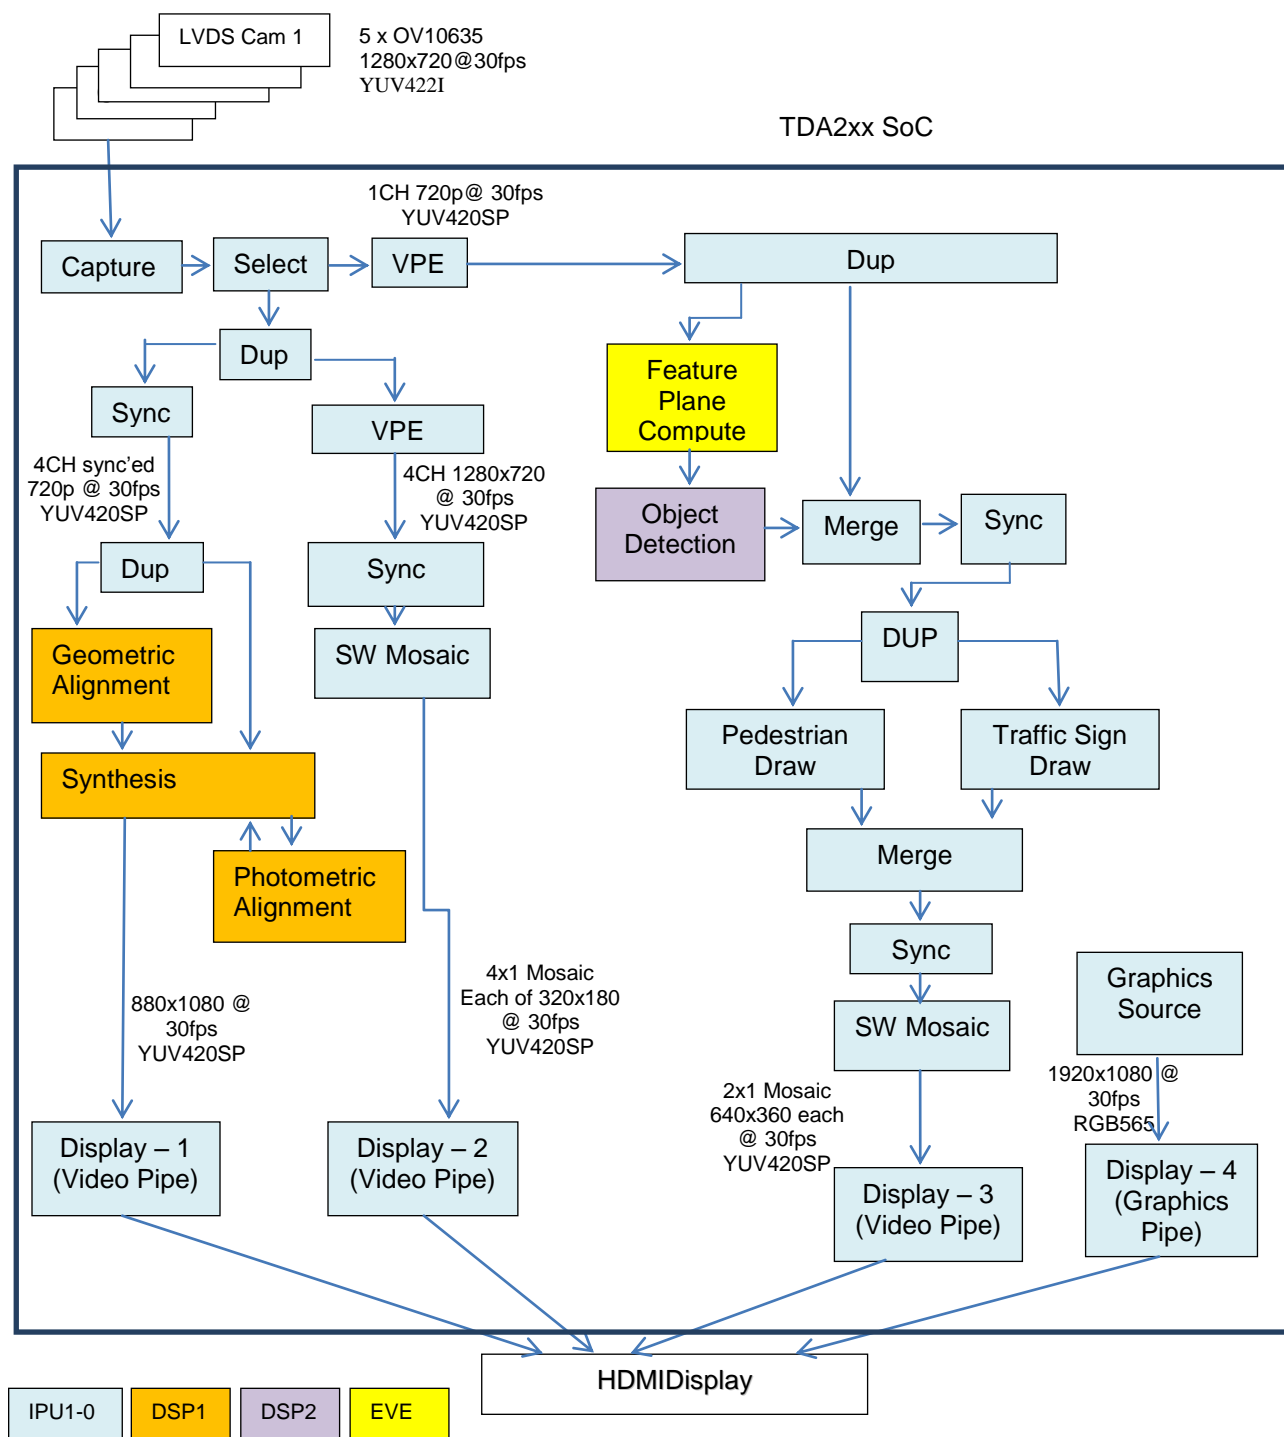 LVDS Cam 1
5 x OV10635
1280x720@30fps
YUV422I
TDA2xx SoC
1CH 720p@ 30fps
YUV420SP
Capture
Select
VPE
Dup
Dup
Sync
VPE
Feature
Plane
Compute
4CH sync'ed
720p @ 30fps
YUV420SP
4CH 1280x720
@ 30fps
YUV420SP
Object
Detection
Merge
Sync
Dup
Sync
DUP
Geometric
Alignment
SW Mosaic
Pedestrian
Draw
Traffic Sign
Draw
Synthesis
Merge
Photometric
Alignment
Sync
880x1080 @
30fps
YUV420SP
4x1 Mosaic
Each of 320x180
@ 30fps
YUV420SP
SW Mosaic
Graphics
Source
2x1 Mosaic
640x360 each
@ 30fps
YUV420SP
1920x1080 @
30fps
RGB565
Display – 1
(Video Pipe)
Display – 2
(Video Pipe)
Display – 3
(Video Pipe)
Display – 4
(Graphics
Pipe)
HDMIDisplay
IPU1-0
DSP1
DSP2
EVE